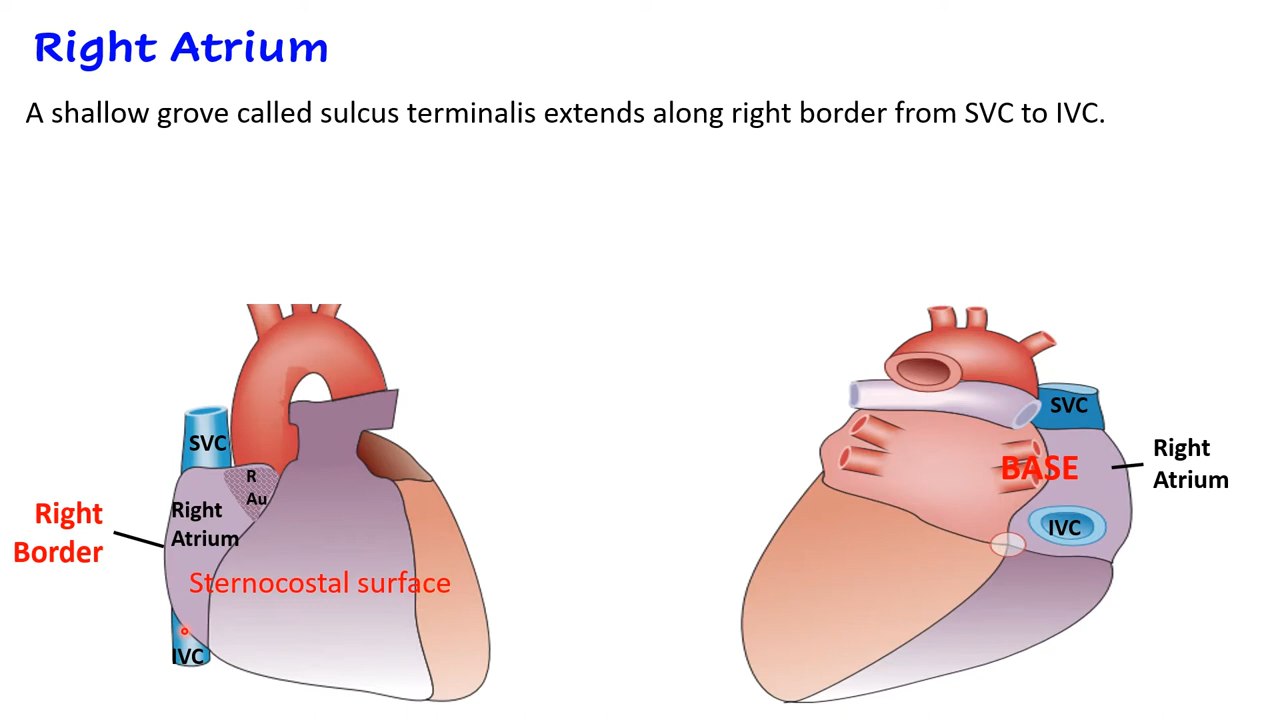 Right Atrium
A shallow grove called sulcus terminalis extends along right border from SVC to IVC.
SVC
R
Au
Right
Atrium
Right
Border
Sternocostal surface
IVC
SVC
BASE
Right
Atrium
IVC